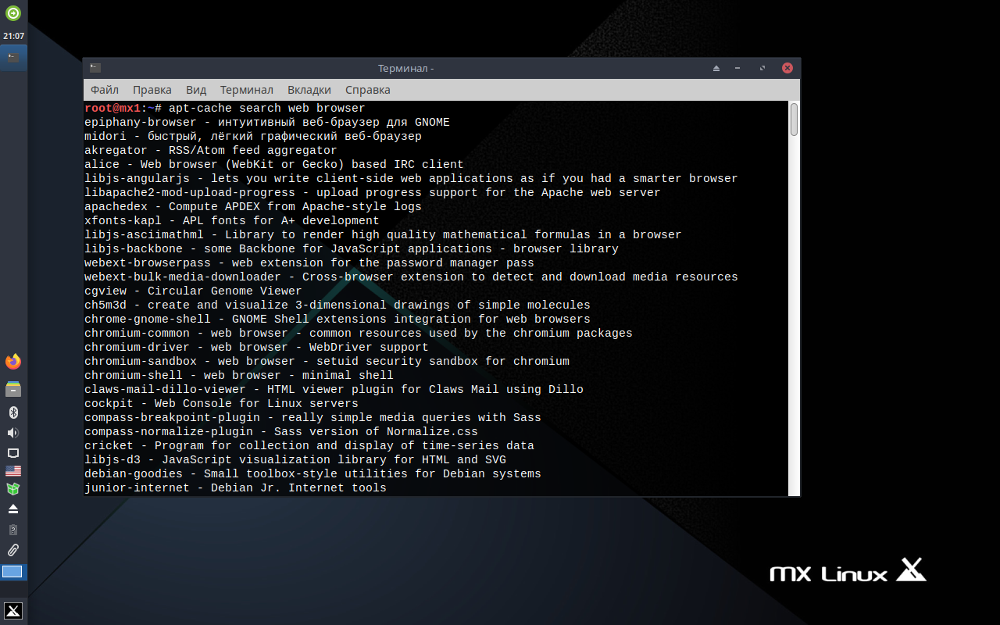 21:07
Терминал -
Файл Правка Вид Терминал Вкладки Справка
root@mx1:~# apt-cache search web browser
epiphany-browser - интуитивный веб-браузер для GNOME
midori - быстрый, лёгкий графический веб-браузер
akregator - RSS/Atom feed aggregator
alice - Web browser (WebKit or Gecko) based IRC client
libjs-angularjs - lets you write client-side web applications as if you had a smarter browser
libapache2-mod-upload-progress - upload progress support for the Apache web server
apachedex - Compute APDEX from Apache-style logs
xfonts-kapl - APL fonts for A+ development
libjs-asciimathml - Library to render high quality mathematical formulas in a browser
libjs-backbone - some Backbone for JavaScript applications - browser library
webext-browserpass - web extension for the password manager pass
webext-bulk-media-downloader - Cross-browser extension to detect and download media resources
cgview - Circular Genome Viewer
ch5m3d - create and visualize 3-dimensional drawings of simple molecules
chrome-gnome-shell - GNOME Shell extensions integration for web browsers
chromium-common - web browser - common resources used by the chromium packages
chromium-driver - web browser - WebDriver support
chromium-sandbox - web browser - setuid security sandbox for chromium
chromium-shell - web browser - minimal shell
claws-mail-dillo-viewer - HTML viewer plugin for Claws Mail using Dillo
cockpit - Web Console for Linux servers
compass-breakpoint-plugin - really simple media queries with Sass
compass-normalize-plugin - Sass version of Normalize.css
cricket - Program for collection and display of time-series data
libjs-d3 - JavaScript visualization library for HTML and SVG
debian-goodies - Small toolbox-style utilities for Debian systems
junior-internet - Debian Jr. Internet tools
MX Linux